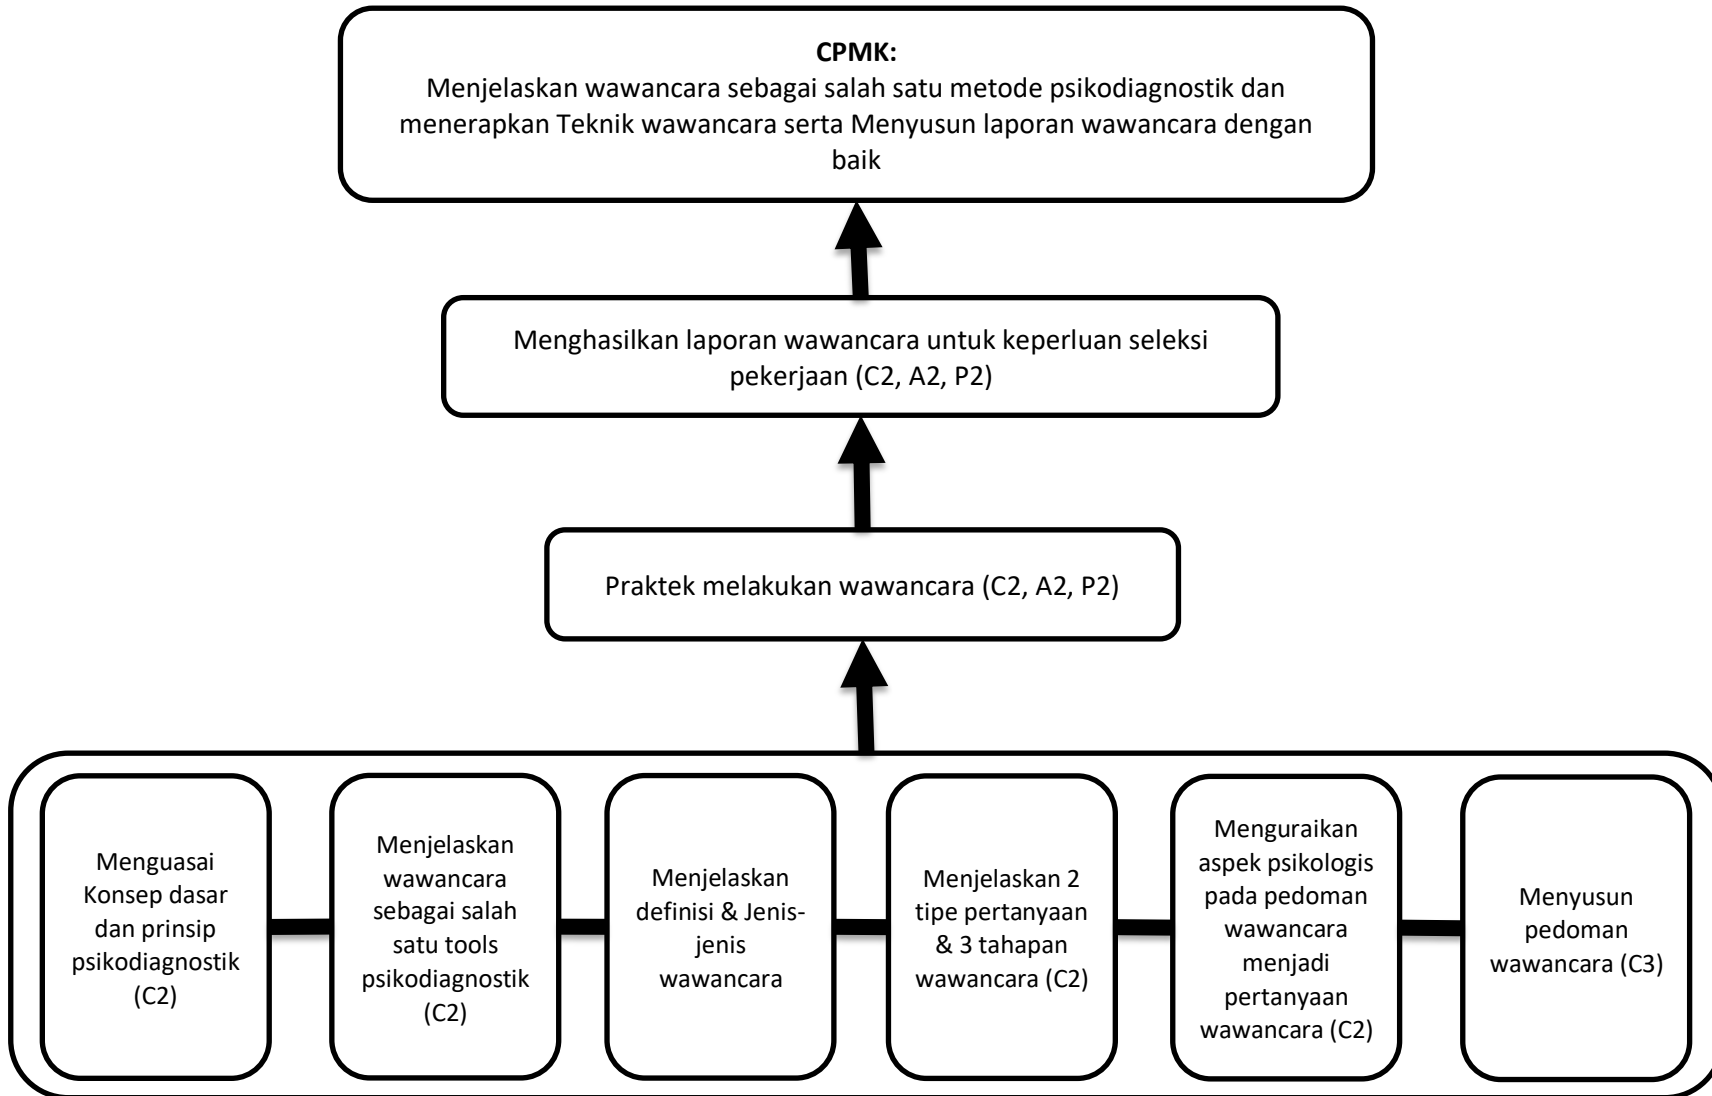 CPMK:
Menjelaskan wawancara sebagai salah satu metode psikodiagnostik dan
menerapkan Teknik wawancara serta Menyusun laporan wawancara dengan
baik
Menghasilkan laporan wawancara untuk keperluan seleksi
pekerjaan (C2, A2, P2)
Praktek melakukan wawancara (C2, A2, P2)
Menguasai
Konsep dasar
dan prinsip
psikodiagnostik
(C2)
Menjelaskan
wawancara
sebagai salah
satu tools
psikodiagnostik
(C2)
Menjelaskan
definisi & Jenis-
jenis
wawancara
Menjelaskan 2
tipe pertanyaan
& 3 tahapan
wawancara (C2)
Menguraikan
aspek psikologis
pada pedoman
wawancara
menjadi
pertanyaan
wawancara (C2)
Menyusun
pedoman
wawancara (C3)